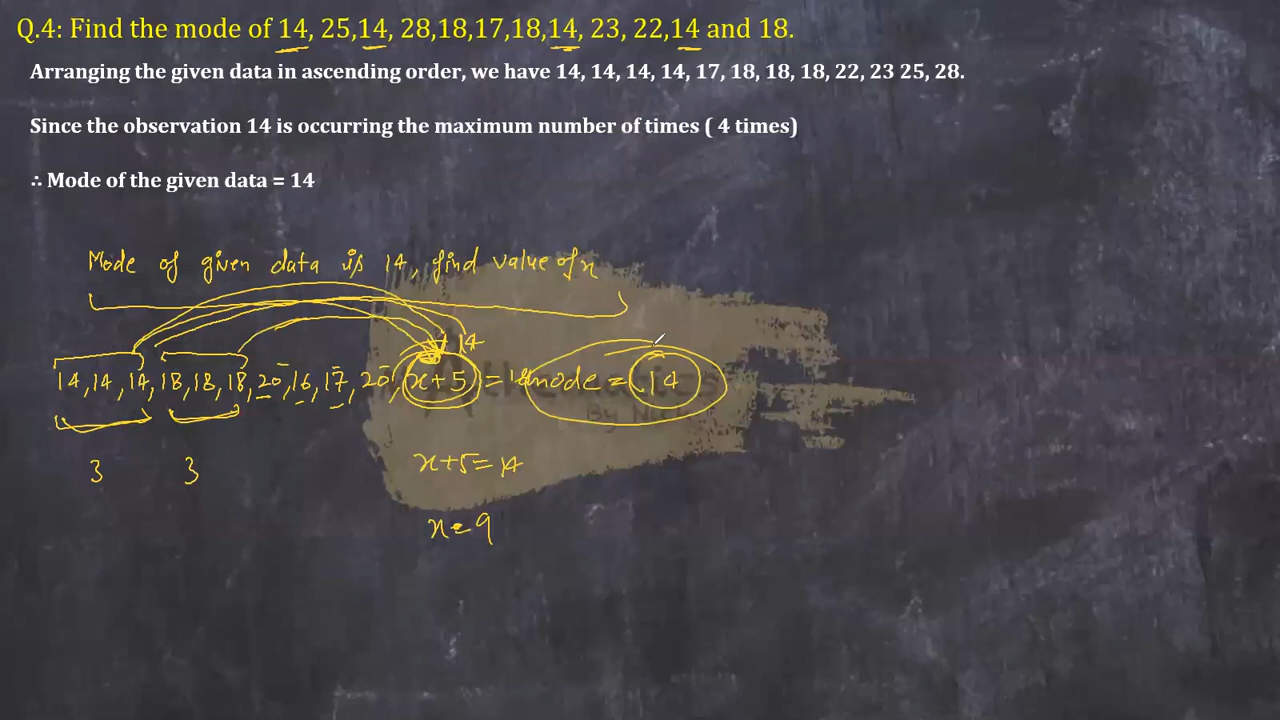 Q.4: Find the mode of 14, 25,14, 28,18,17,18,14, 23, 22,14 and 18.
Arranging the given data in ascending order, we have 14, 14, 14, 14, 17, 18, 18, 18, 22, 23 25, 28.
Since the observation 14 is occurring the maximum number of times ( 4 times)
∴ Mode of the given data = 14
Mode of given data is 14, find value of x
14
14, 14, 14, 18, 18, 18, 20, 16, 17, 20, x+5 = mode = 14
3 3
x+5=14
x=9